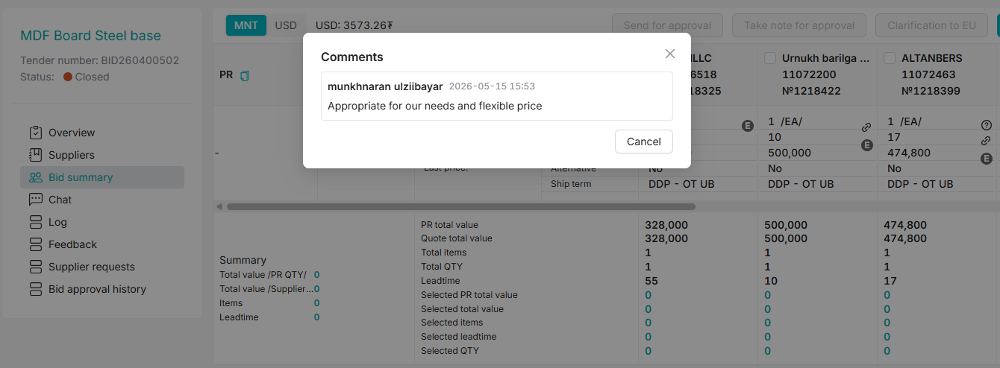 MDF Board Steel base
Tender number: BID260400502
Status: Closed
Overview
Suppliers
Bid summary
Chat
Log
Feedback
Supplier requests
Bid approval history
MNT USD USD: 3573.26₮ Send for approval Take note for approval Clarification to EU
Comments
munkhnaran ulziibayar 2026-05-15 15:53
Appropriate for our needs and flexible price
Cancel
PR LLC Urnukh barilga ... ALTANBERS
6518 11072200 11072463
18325 №1218422 №1218399
E 1 /EA/ 1 /EA/
10 17
- 500,000 E 474,800 E
Last price: Alternative No No No
Ship term DDP - OT UB DDP - OT UB DDP - OT UB
PR total value 328,000 500,000 474,800
Quote total value 328,000 500,000 474,800
Total items 1 1 1
Total QTY 1 1 1
Leadtime 55 10 17
Selected PR total value 0 0 0
Selected total value 0 0 0
Selected items 0 0 0
Selected leadtime 0 0 0
Selected QTY 0 0 0
Summary
Total value /PR QTY/ 0
Total value /Supplier... 0
Items 0
Leadtime 0